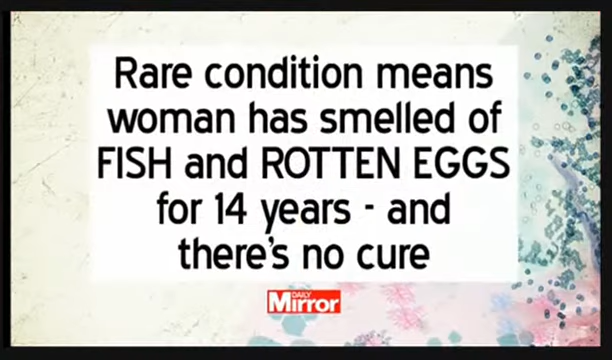 Rare condition means
woman has smelled of
FISH and ROTTEN EGGS
for 14 years - and
there's no cure
DAILY
Mirror